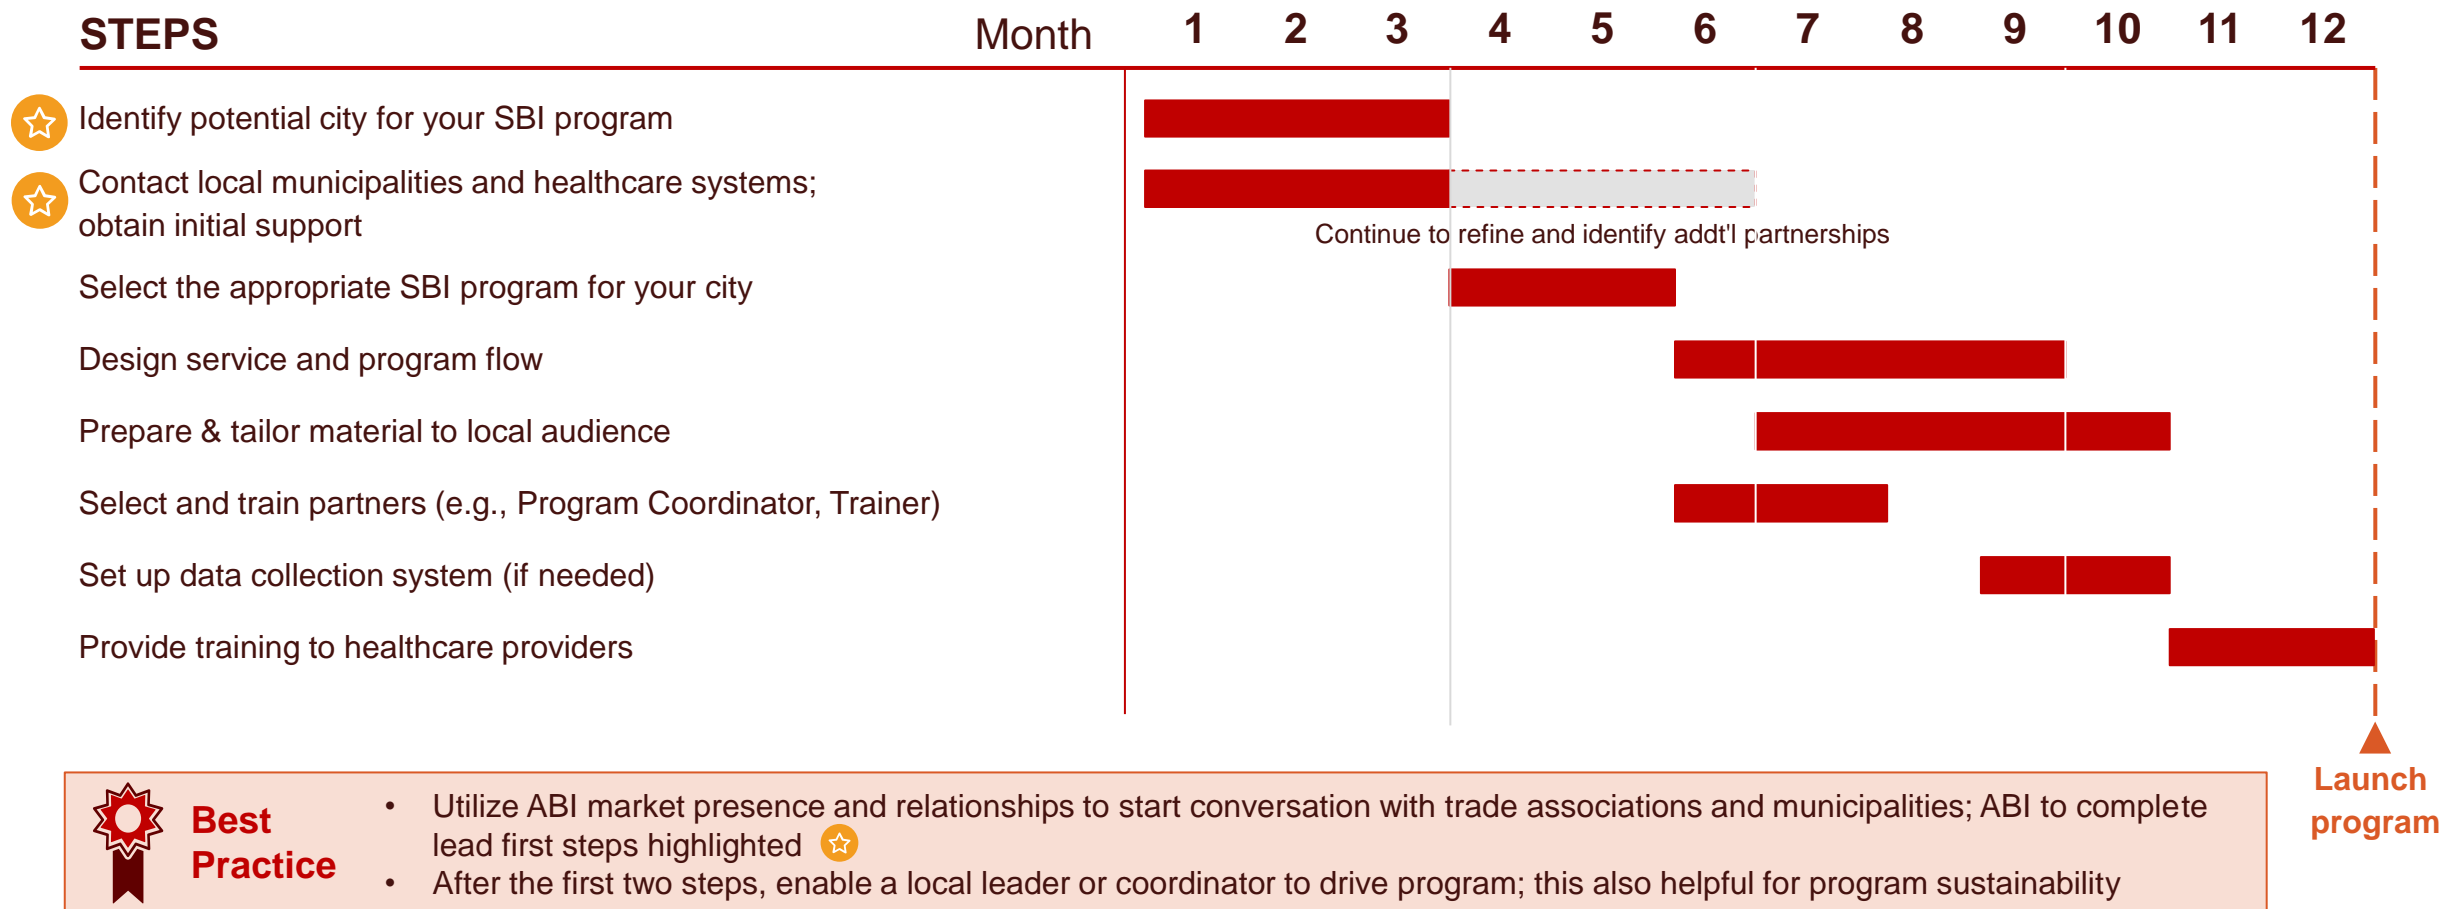 STEPS Month 1 2 3 4 5 6 7 8 9 10 11 12
Identify potential city for your SBI program
Contact local municipalities and healthcare systems;
obtain initial support
Continue to refine and identify addt'l partnerships
Select the appropriate SBI program for your city
Design service and program flow
Prepare & tailor material to local audience
Select and train partners (e.g., Program Coordinator, Trainer)
Set up data collection system (if needed)
Provide training to healthcare providers
Launch
program
Best
Practice
• Utilize ABI market presence and relationships to start conversation with trade associations and municipalities; ABI to complete
lead first steps highlighted
• After the first two steps, enable a local leader or coordinator to drive program; this also helpful for program sustainability